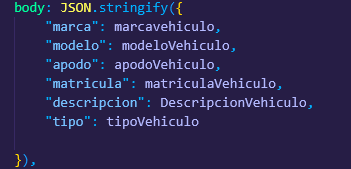 body: JSON.stringify({
"marca": marcavehiculo,
"modelo": modeloVehiculo,
"apodo": apodoVehiculo,
"matricula": matriculaVehiculo,
"descripcion": DescripcionVehiculo,
"tipo": tipoVehiculo
}),